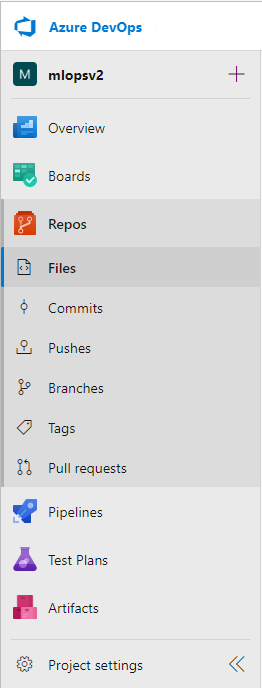 Azure DevOps
M mlopsv2
Overview
Boards
Repos
Files
Commits
Pushes
Branches
Tags
Pull requests
Pipelines
Test Plans
Artifacts
Project settings